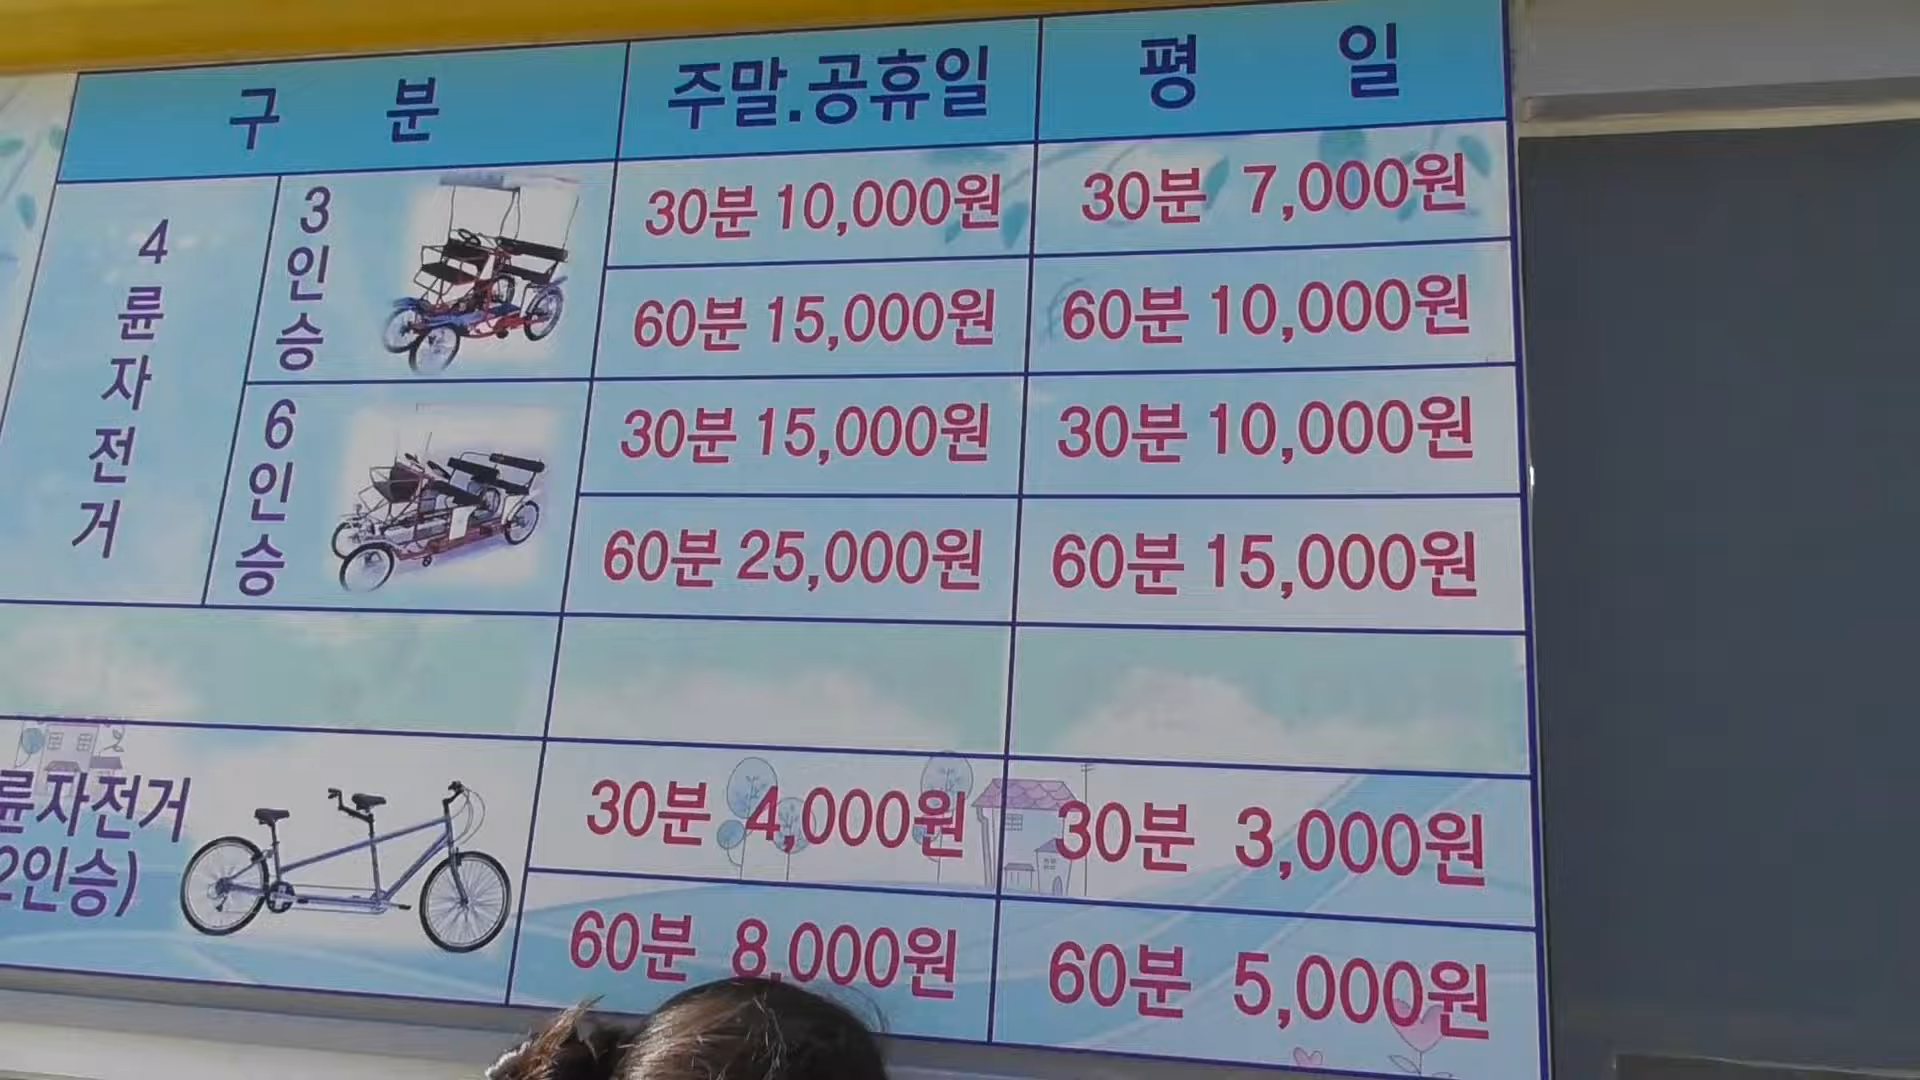 구 분 주말.공휴일 평 일
4륜자전거
3인승
30분 10,000원 30분 7,000원
60분 15,000원 60분 10,000원
6인승
30분 15,000원 30분 10,000원
60분 25,000원 60분 15,000원
륜자전거
2인승)
30분 4,000원 30분 3,000원
60분 8,000원 60분 5,000원